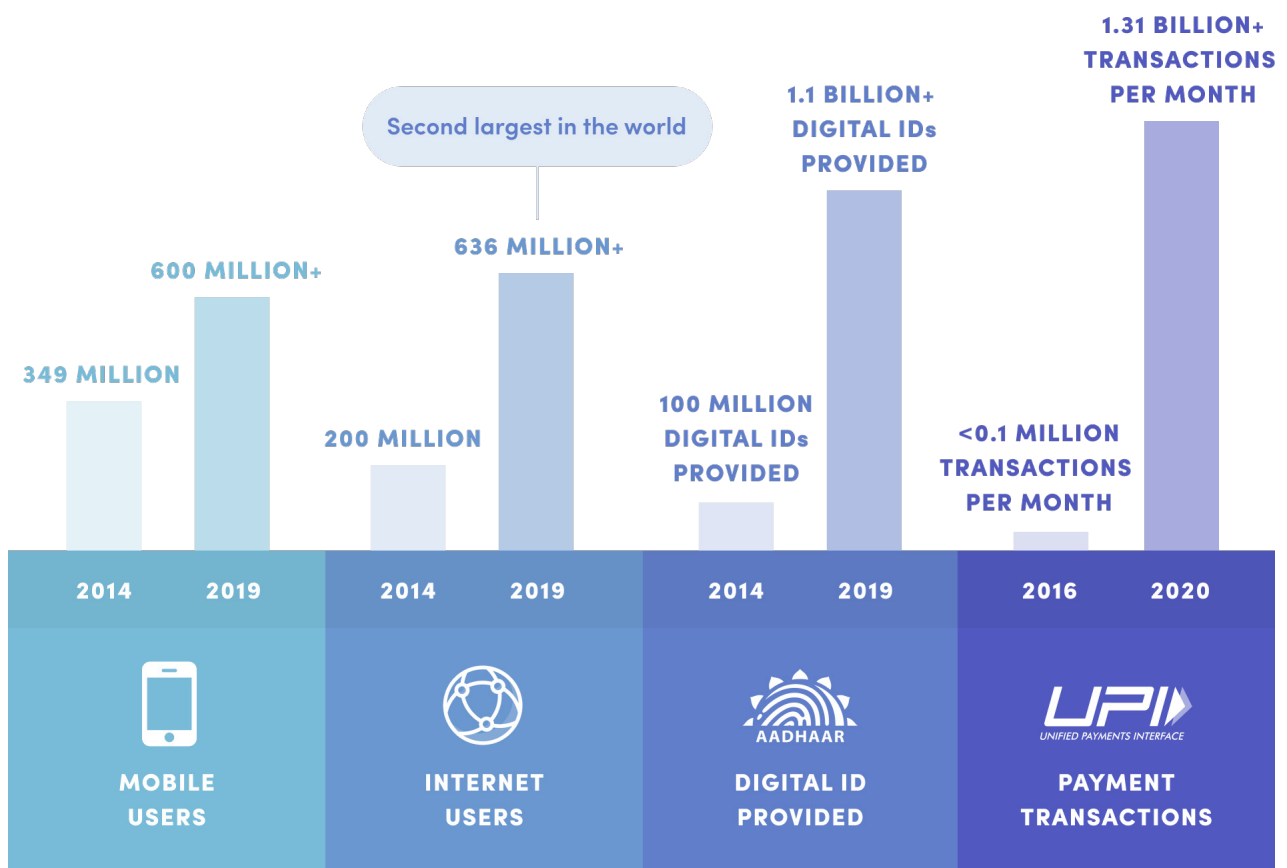 349 MILLION
600 MILLION+
2014
2019
MOBILE
USERS
Second largest in the world
200 MILLION
636 MILLION+
2014
2019
INTERNET
USERS
100 MILLION
DIGITAL IDs
PROVIDED
1.1 BILLION+
DIGITAL IDs
PROVIDED
2014
2019
AADHAAR
DIGITAL ID
PROVIDED
<0.1 MILLION
TRANSACTIONS
PER MONTH
1.31 BILLION+
TRANSACTIONS
PER MONTH
2016
2020
UPI
UNIFIED PAYMENTS INTERFACE
PAYMENT
TRANSACTIONS